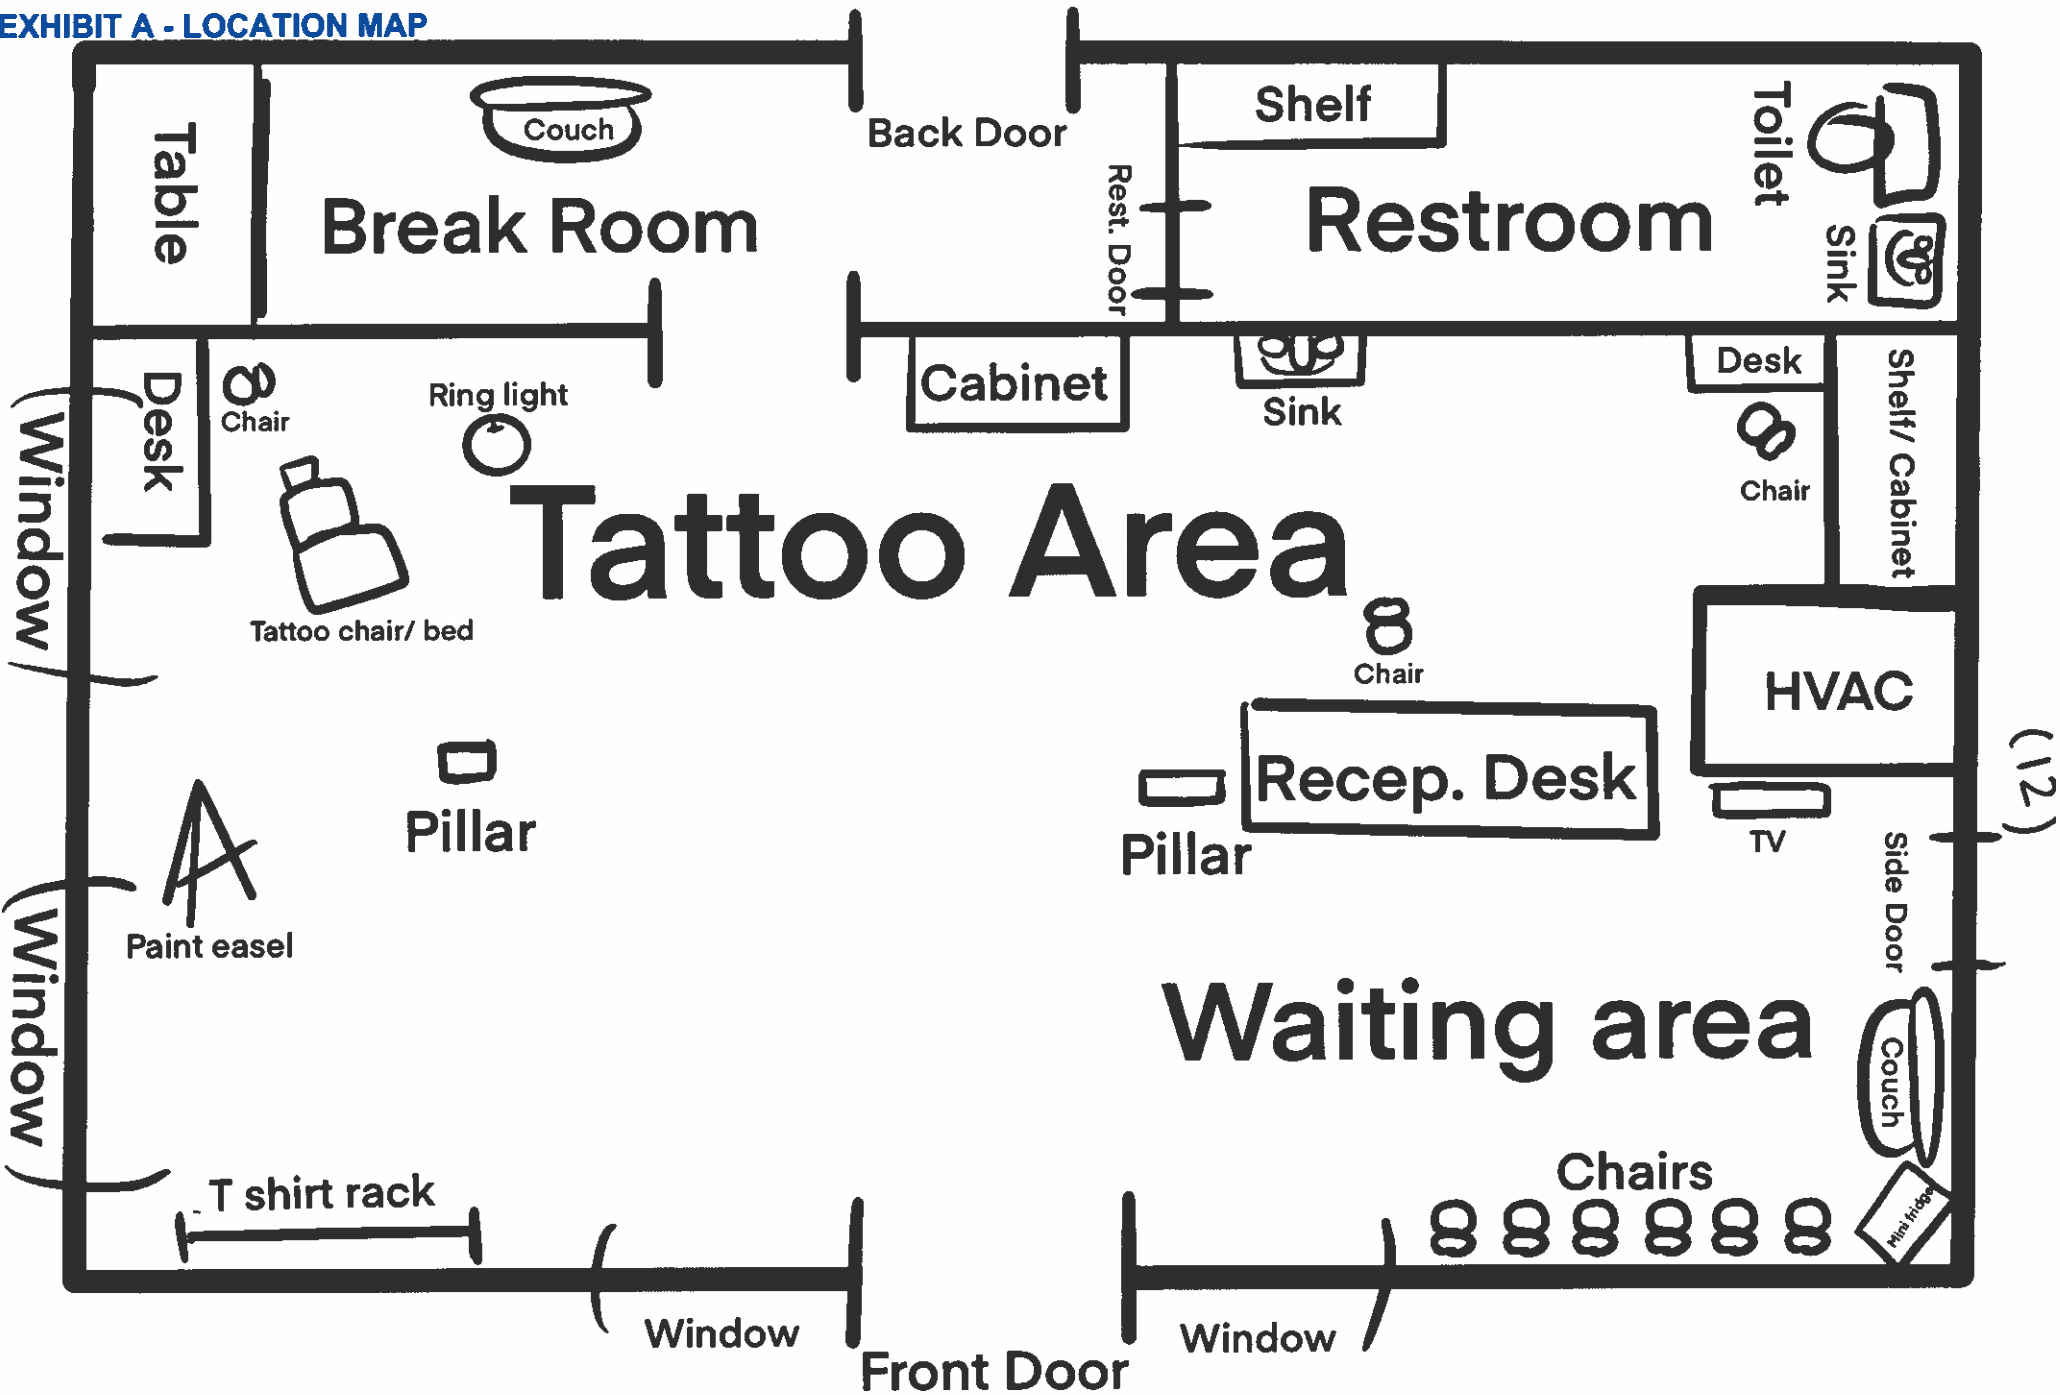 EXHIBIT A - LOCATION MAP
Table
Couch
Break Room
Back Door
Rest. Door
Shelf
Restroom
Toilet
Sink
Window
Desk
Chair
Ring light
Tattoo chair/ bed
Cabinet
Sink
Desk
Chair
Shelf/ Cabinet
Tattoo Area
Chair
HVAC
Recep. Desk
Pillar
Pillar
TV
(12)
Side Door
Paint easel
Window
Waiting area
Couch
T shirt rack
Chairs
Mini fridge
Window
Front Door
Window